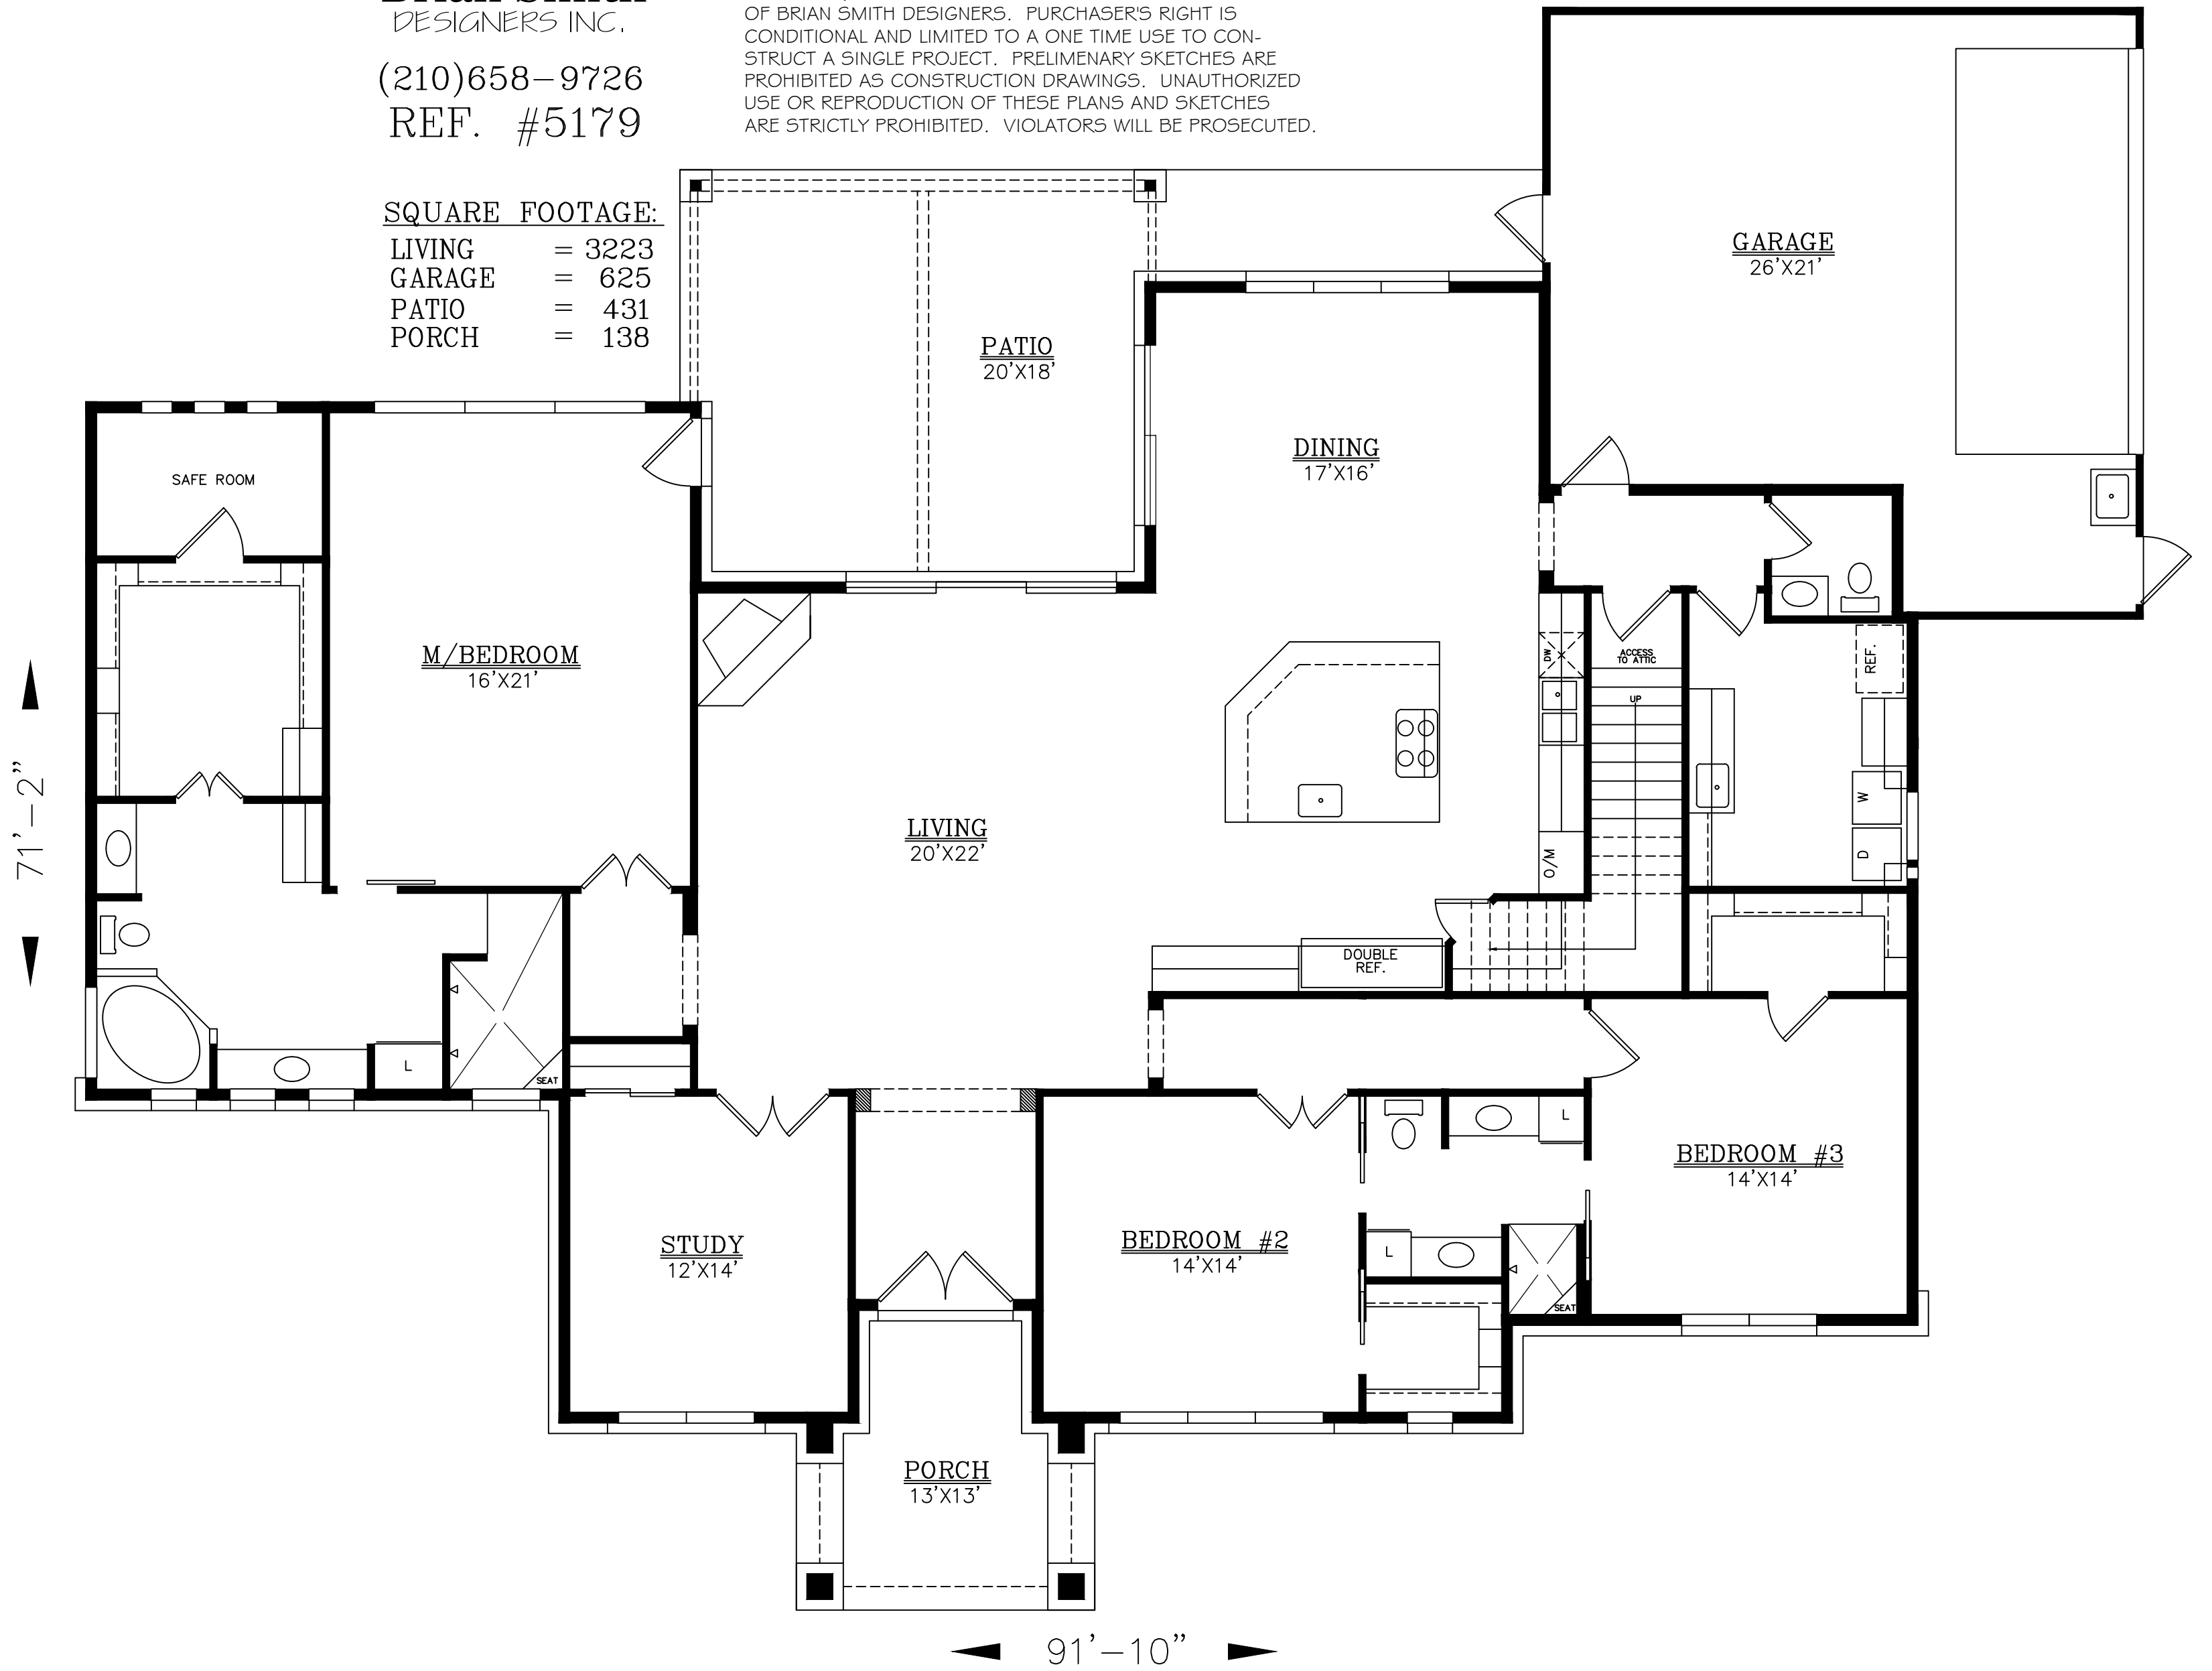 DESIGNERS INC.
(210)658-9726
REF. #5179
OF BRIAN SMITH DESIGNERS. PURCHASER'S RIGHT IS
CONDITIONAL AND LIMITED TO A ONE TIME USE TO CON-
STRUCT A SINGLE PROJECT. PRELIMENARY SKETCHES ARE
PROHIBITED AS CONSTRUCTION DRAWINGS. UNAUTHORIZED
USE OR REPRODUCTION OF THESE PLANS AND SKETCHES
ARE STRICTLY PROHIBITED. VIOLATORS WILL BE PROSECUTED.
SQUARE FOOTAGE:
LIVING = 3223
GARAGE = 625
PATIO = 431
PORCH = 138
GARAGE
26'X21'
PATIO
20'X18'
DINING
17'X16'
SAFE ROOM
M/BEDROOM
16'X21'
DW
ACCESS
TO ATTIC
UP
REF.
W
D
O/M
LIVING
20'X22'
71'-2"
DOUBLE
REF.
L
SEAT
L
BEDROOM #3
14'X14'
STUDY
12'X14'
BEDROOM #2
14'X14'
L
SEAT
PORCH
13'X13'
91'-10"